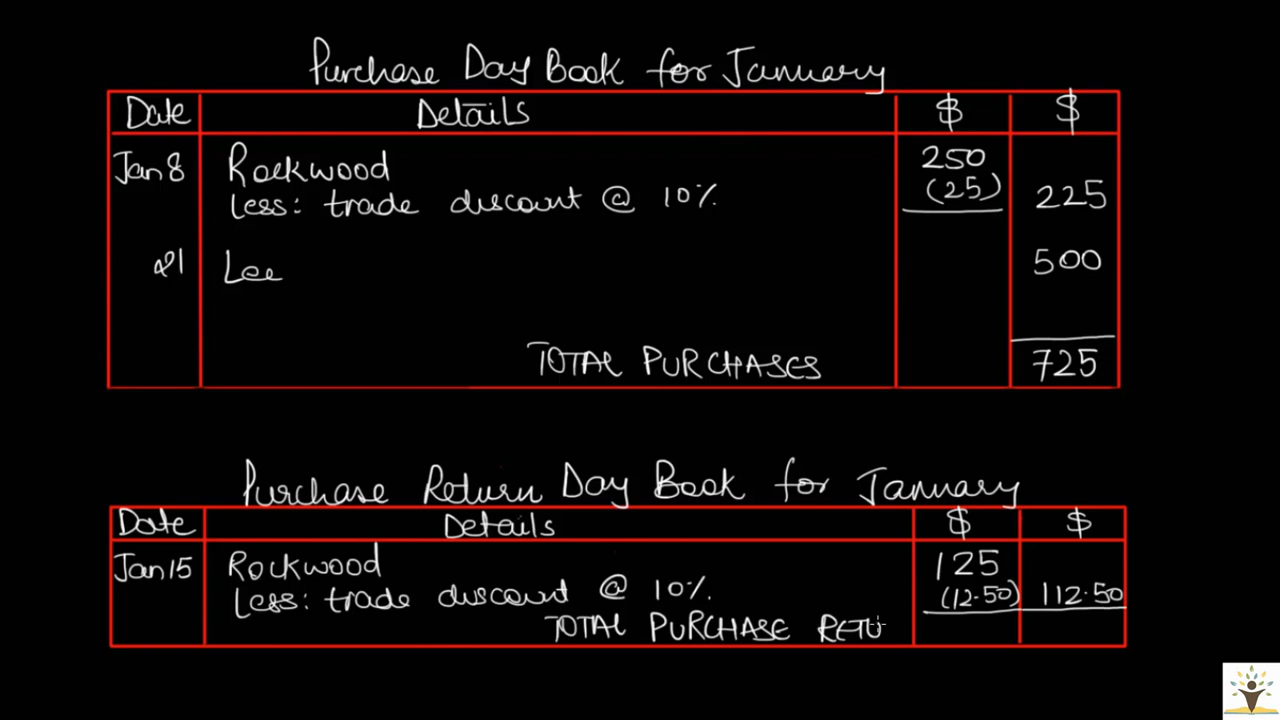 Purchase Day Book for January
Date Details $ $
Jan 8 Rockwood 250
Less: trade discount @ 10% (25) 225
21 Lee 500
TOTAL PURCHASES 725
Purchase Return Day Book for January
Date Details $ $
Jan 15 Rockwood 125
Less: trade discount @ 10% (12.50) 112.50
TOTAL PURCHASE RETU